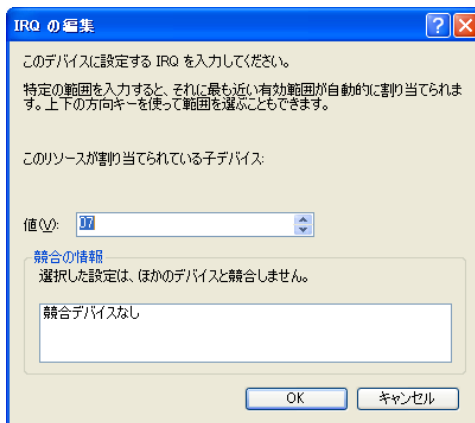 IRQ の編集
このデバイスに設定する IRQ を入力してください。
特定の範囲を入力すると、それに最も近い有効範囲が自動的に割り当てられま
す。上下の方向キーを使って範囲を選ぶこともできます。
このリソースが割り当てられている子デバイス:
値(V): 07
競合の情報
選択した設定は、ほかのデバイスと競合しません。
競合デバイスなし
OK キャンセル